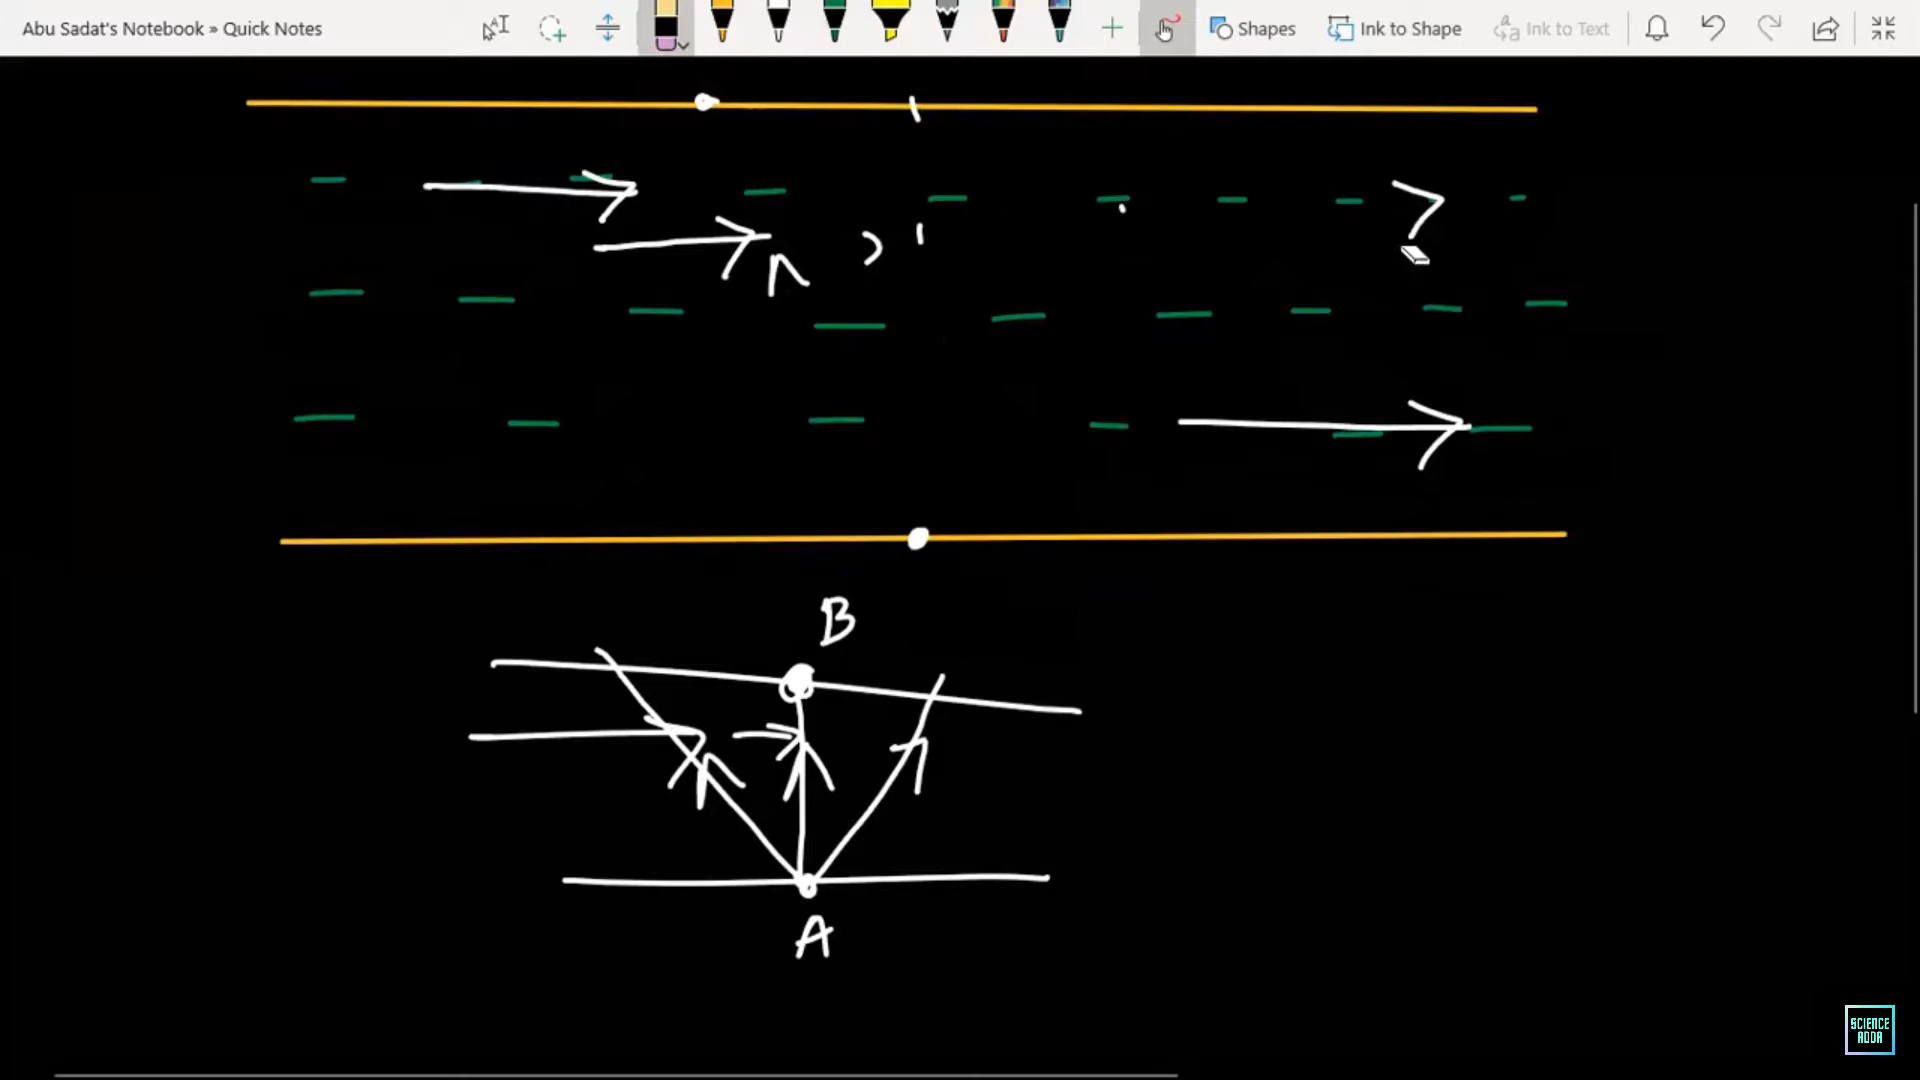 Abu Sadat's Notebook » Quick Notes
Shapes
Ink to Shape
Ink to Text
B
A
SCIENCE
ADDA